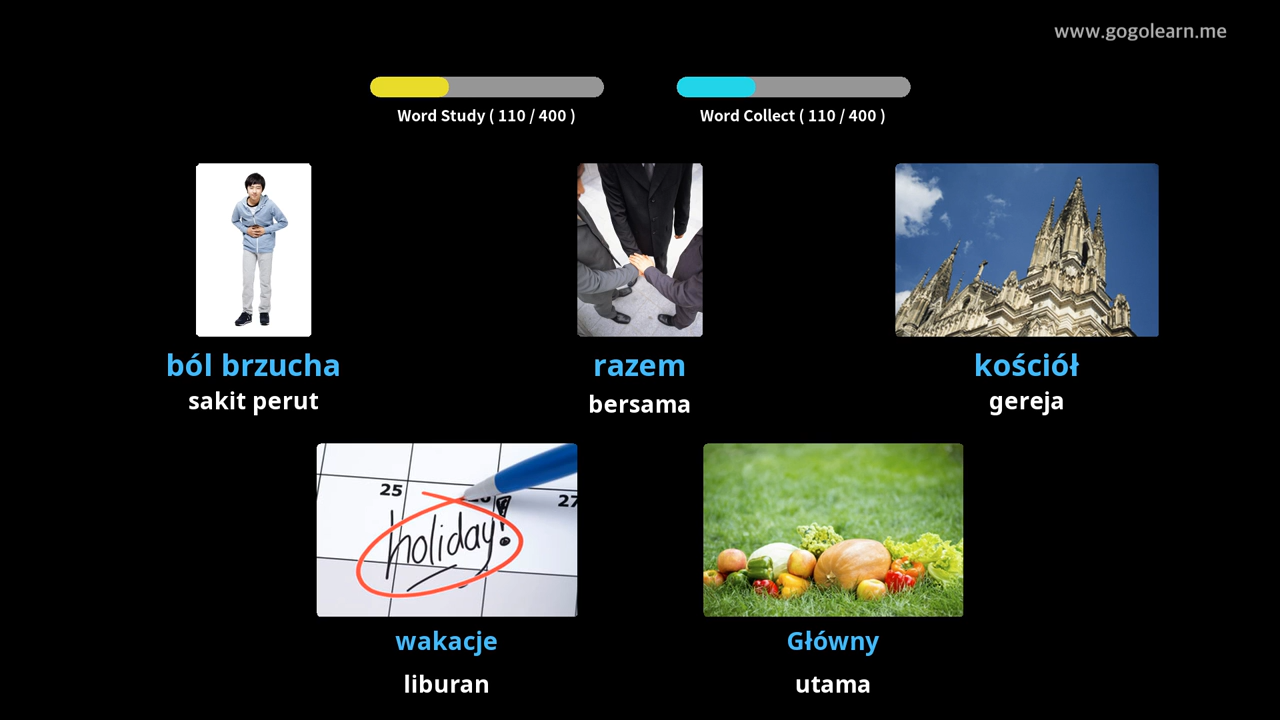 www.gogolearn.me
Word Study ( 110 / 400 )
Word Collect ( 110 / 400 )
ból brzucha
sakit perut
razem
bersama
kościół
gereja
25
27
holiday!
wakacje
liburan
Główny
utama